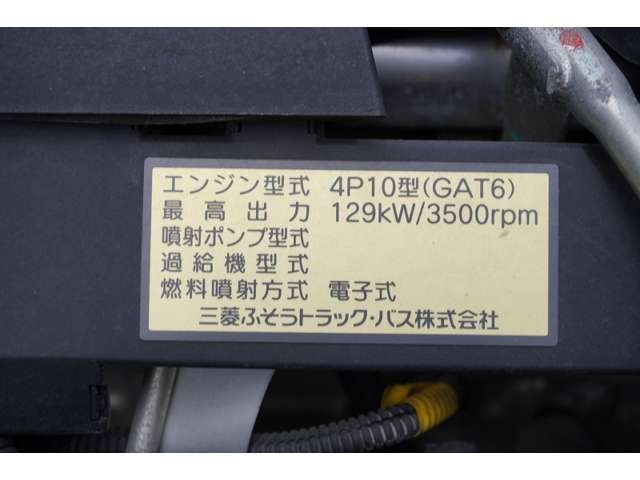 エンジン型式 4P10型(GAT6)
最高出力 129kW/3500rpm
噴射ポンプ型式
過給機型式
燃料噴射方式 電子式
三菱ふそうトラック・バス株式会社